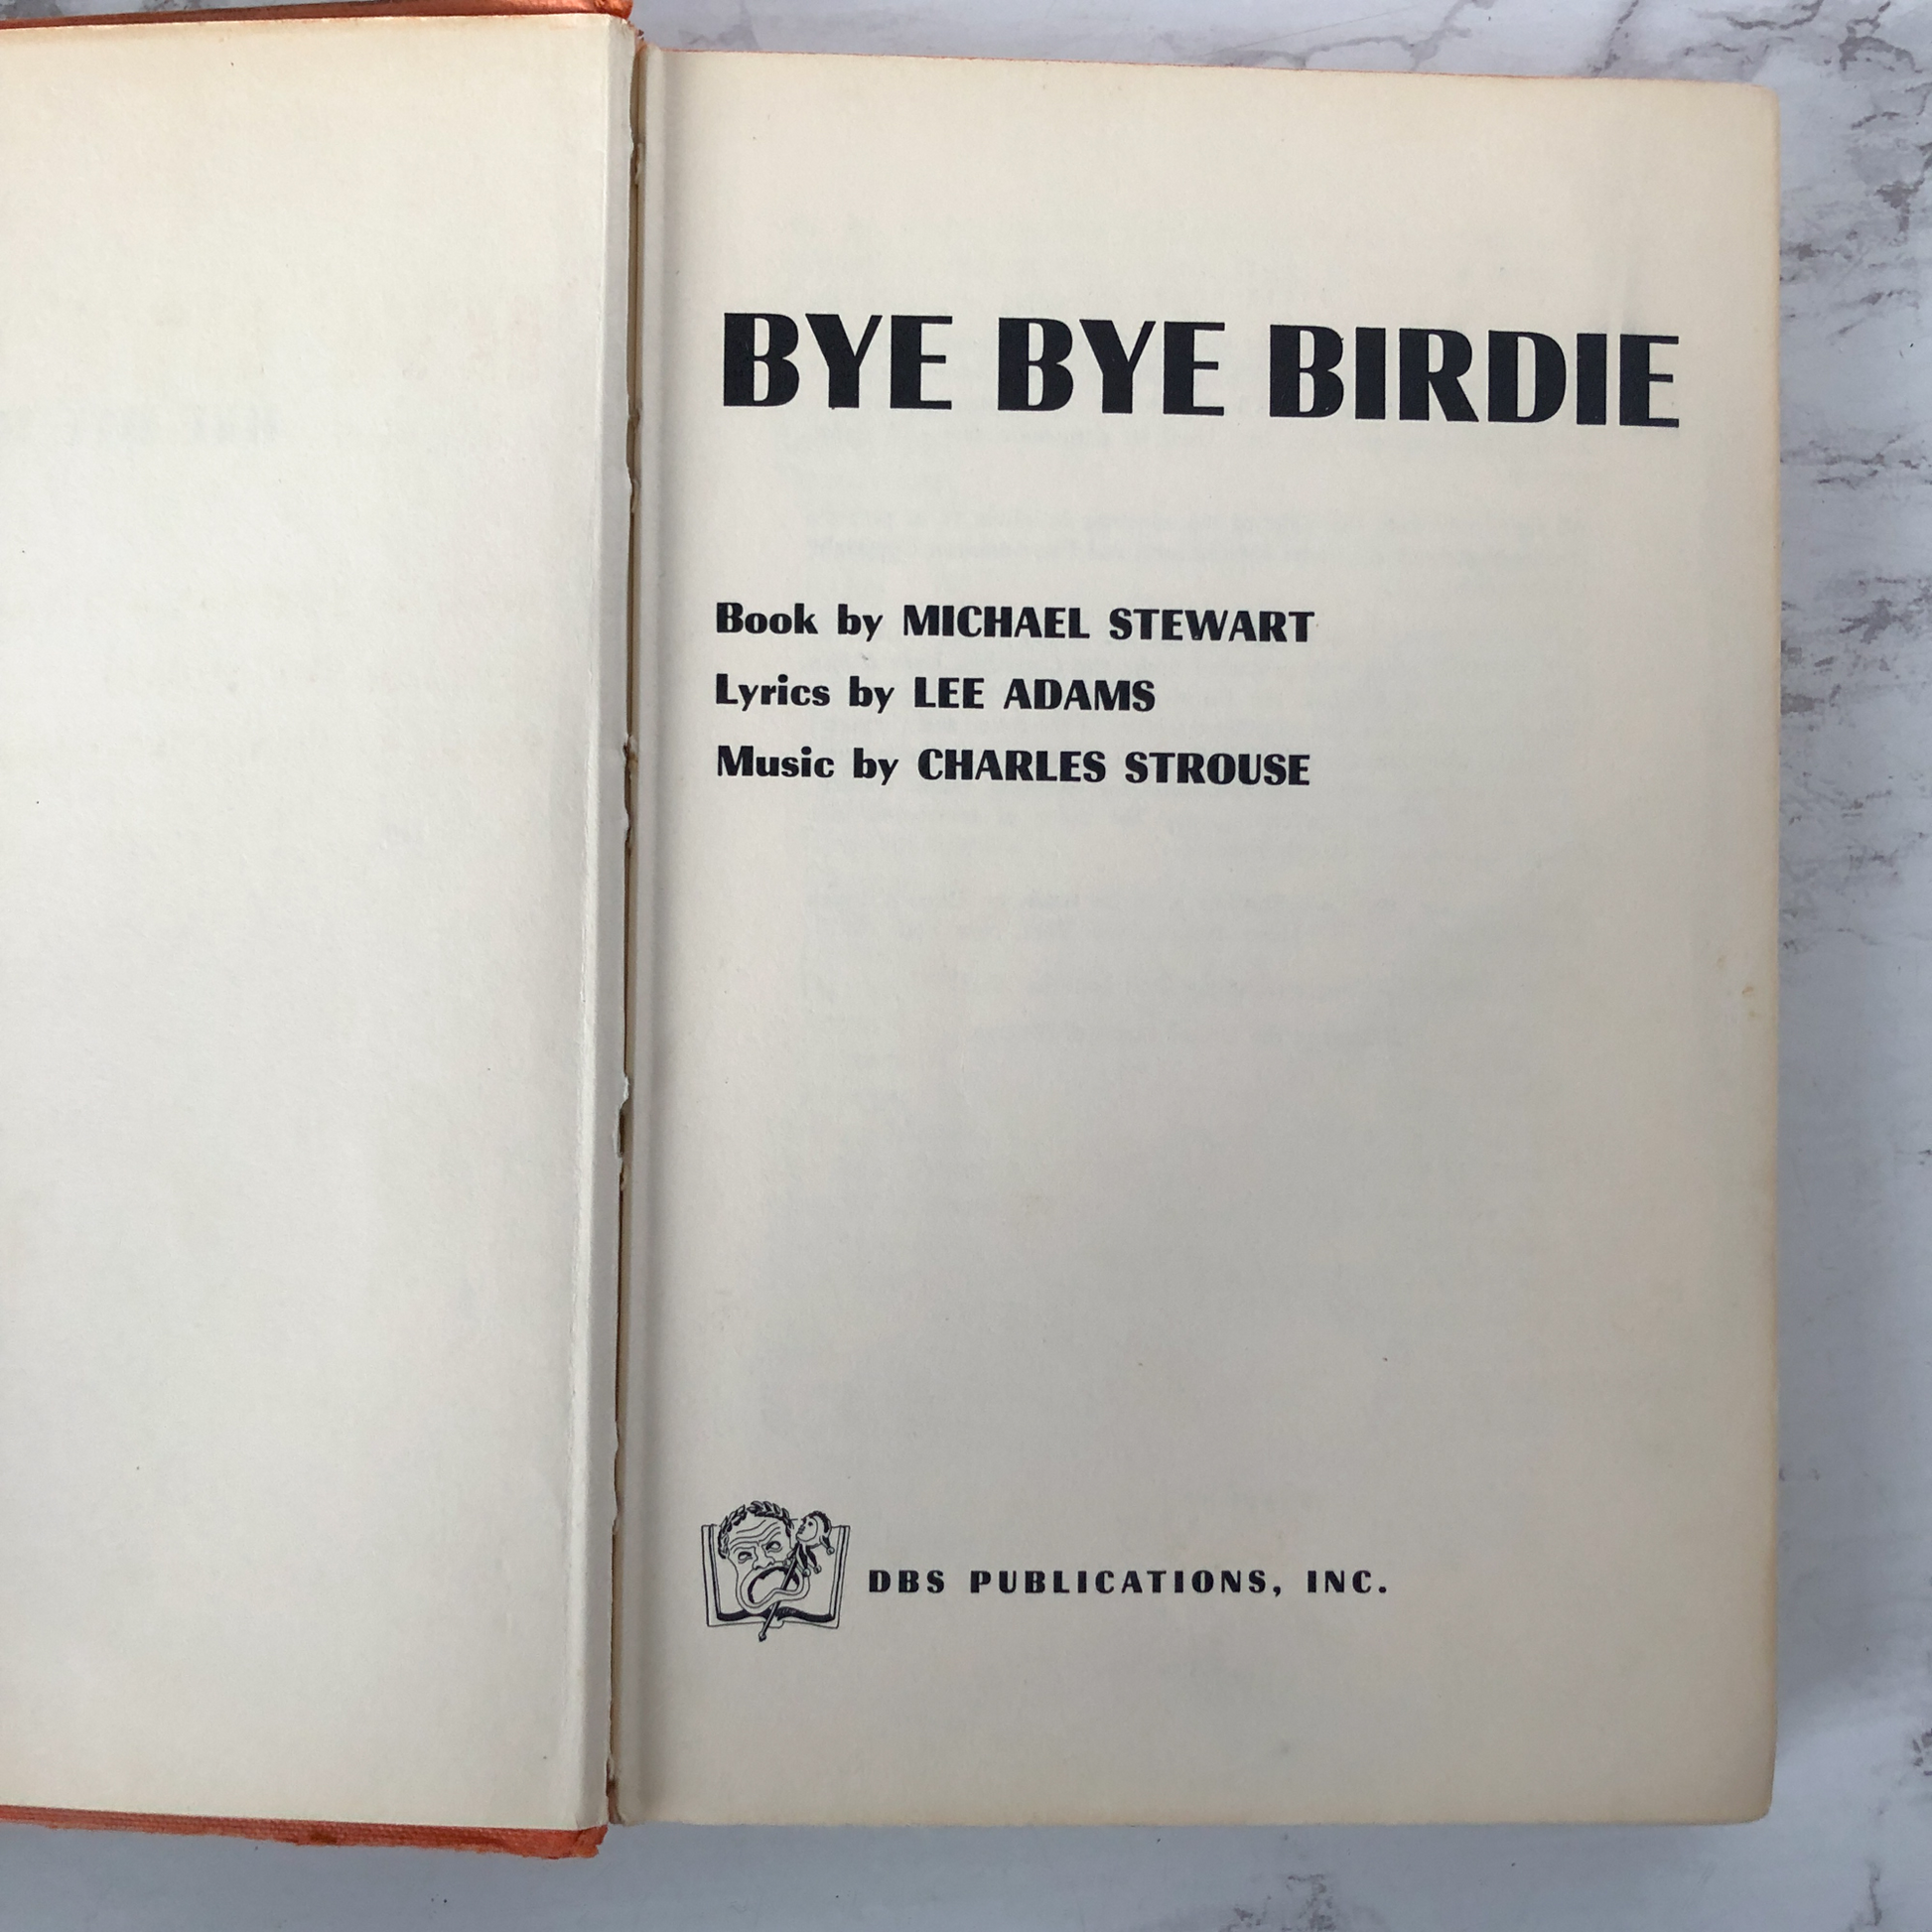 BYE BYE BIRDIE
Book by MICHAEL STEWART
Lyrics by LEE ADAMS
Music by CHARLES STROUSE
DBS PUBLICATIONS, INC.